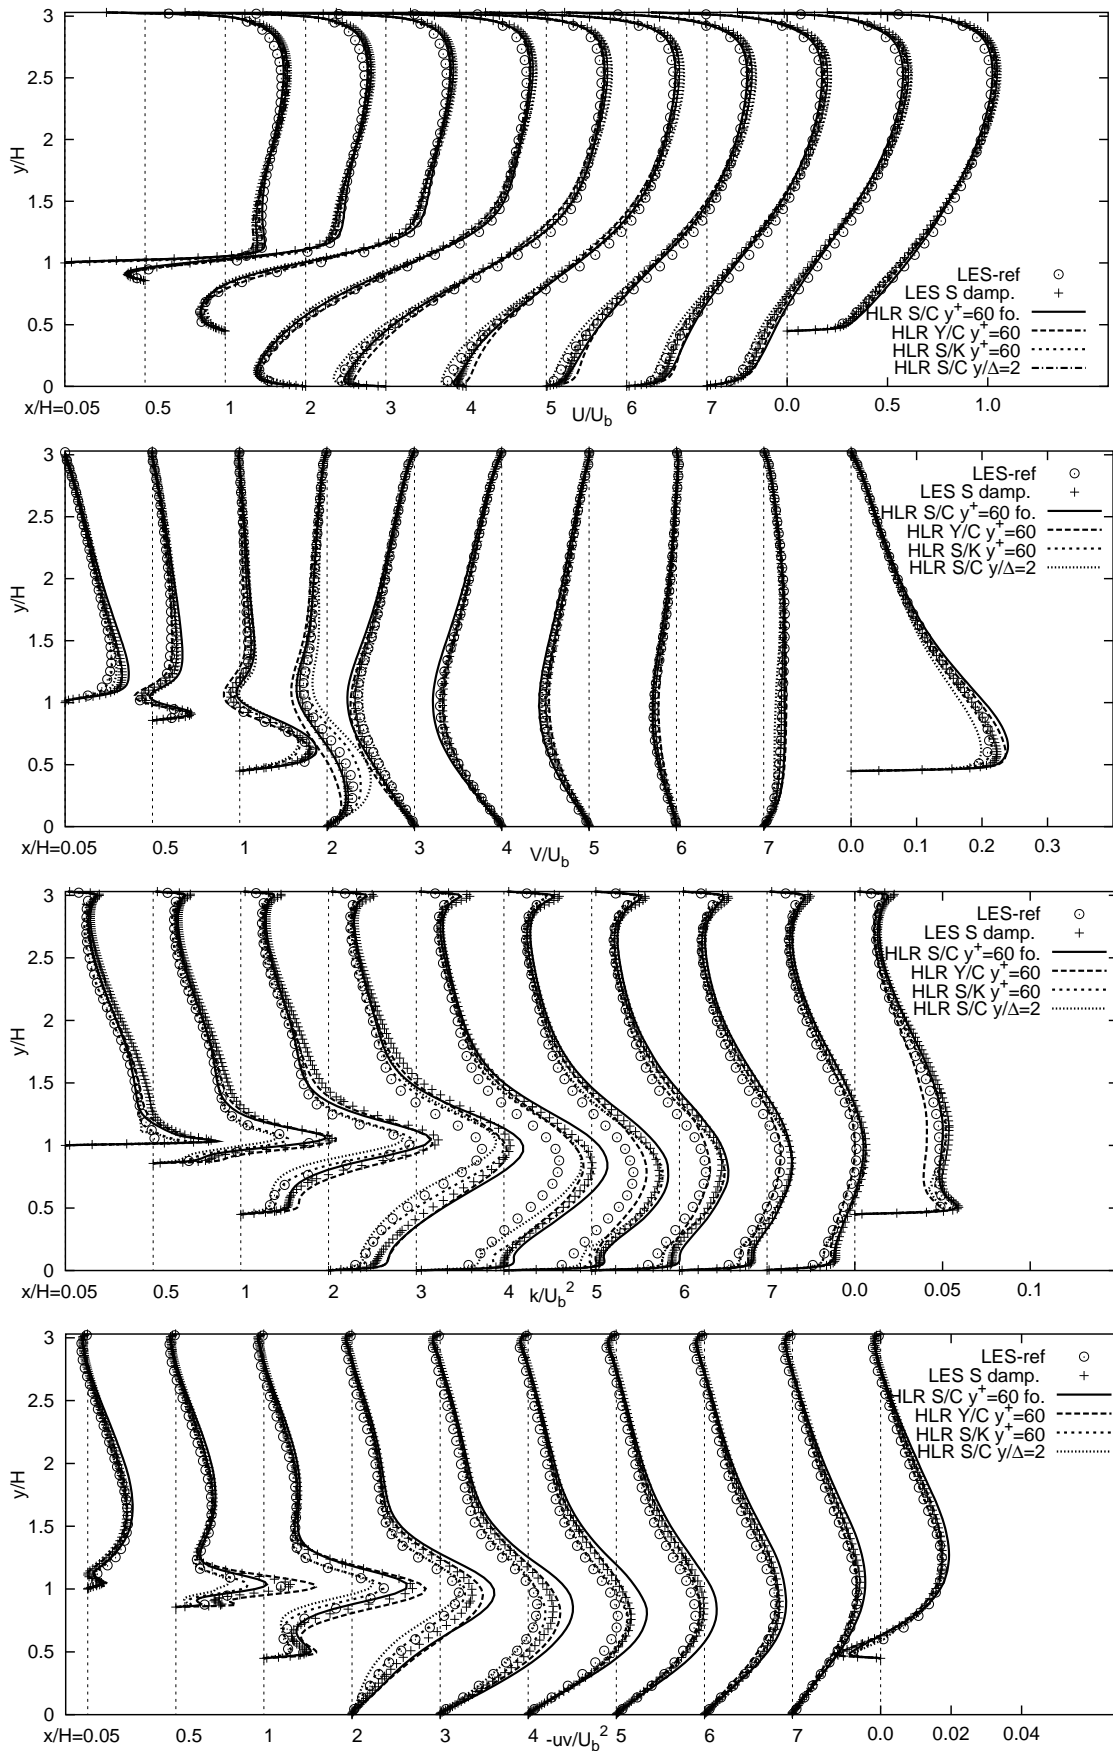 3
2.5
2
1.5
1
0.5
0
y/H
LES-ref
LES S damp.
HLR S/C y+=60 fo.
HLR Y/C y+=60
HLR S/K y+=60
HLR S/C y/Δ=2
x/H=0.05 0.5 1 2 3 4 5 6 7 0.0 0.5 1.0
U/Ub
3
2.5
2
1.5
1
0.5
0
y/H
LES-ref
LES S damp.
HLR S/C y+=60 fo.
HLR Y/C y+=60
HLR S/K y+=60
HLR S/C y/Δ=2
x/H=0.05 0.5 1 2 3 4 5 6 7 0.0 0.1 0.2 0.3
V/Ub
3
2.5
2
1.5
1
0.5
0
y/H
LES-ref
LES S damp.
HLR S/C y+=60 fo.
HLR Y/C y+=60
HLR S/K y+=60
HLR S/C y/Δ=2
x/H=0.05 0.5 1 2 3 4 5 6 7 0.0 0.05 0.1
k/Ub2
3
2.5
2
1.5
1
0.5
0
y/H
LES-ref
LES S damp.
HLR S/C y+=60 fo.
HLR Y/C y+=60
HLR S/K y+=60
HLR S/C y/Δ=2
x/H=0.05 0.5 1 2 3 4 5 6 7 0.0 0.02 0.04
-uv/Ub2